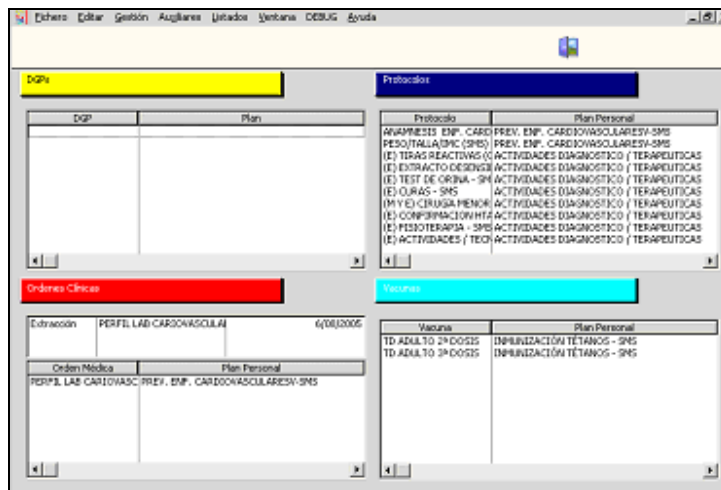 Fichero Editar Gestión Auxiliares Listados Ventana DEBUG Ayuda
DGPs
DGP Plan
Protocolos
Protocolo Plan Personal
ANAMNESIS ENF. CARD PREV. ENF. CARDIOVASCULARESV-SMS
PESO/TALLA/IMC (SMS) PREV. ENF. CARDIOVASCULARESV-SMS
(E) TIRAS REACTIVAS (C ACTIVIDADES DIAGNOSTICO / TERAPEUTICAS
(E) EXTRACTO DESENSI ACTIVIDADES DIAGNOSTICO / TERAPEUTICAS
(E) TEST DE ORINA - SM ACTIVIDADES DIAGNOSTICO / TERAPEUTICAS
(E) CURAS - SMS ACTIVIDADES DIAGNOSTICO / TERAPEUTICAS
(M Y E) CIRUGÍA MENOR ACTIVIDADES DIAGNOSTICO / TERAPEUTICAS
(E) CONFIRMACION HTA ACTIVIDADES DIAGNOSTICO / TERAPEUTICAS
(E) FISIOTERAPIA - SMS ACTIVIDADES DIAGNOSTICO / TERAPEUTICAS
(E) ACTIVIDADES / TECN ACTIVIDADES DIAGNOSTICO / TERAPEUTICAS
Ordenes Clínicas
Extracción PERFIL LAB CARIOVASCULAR 6/08/2005
Orden Médica Plan Personal
PERFIL LAB CARIOVASC PREV. ENF. CARDIOVASCULARESV-SMS
Vacunas
Vacuna Plan Personal
TD ADULTO 2ª DOSIS INMUNIZACIÓN TÉTANOS - SMS
TD ADULTO 3ª DOSIS INMUNIZACIÓN TÉTANOS - SMS